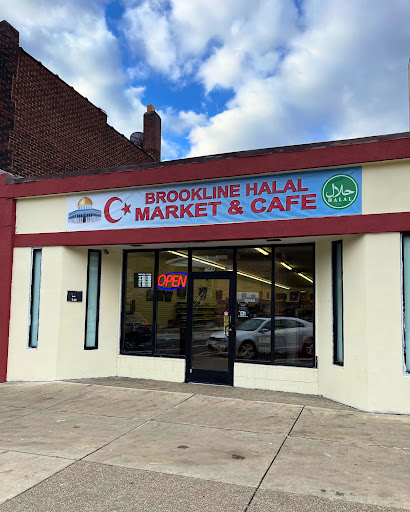 BROOKLINE HALAL
MARKET & CAFE
حلال
HALAL
OPEN